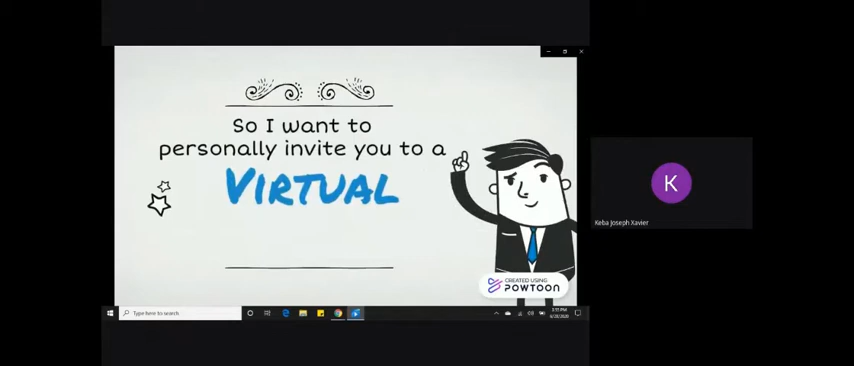 So I want to
personally invite you to a
VIRTUAL
CREATED USING
POWTOON
K
Keba Joseph Xavier
Type here to search